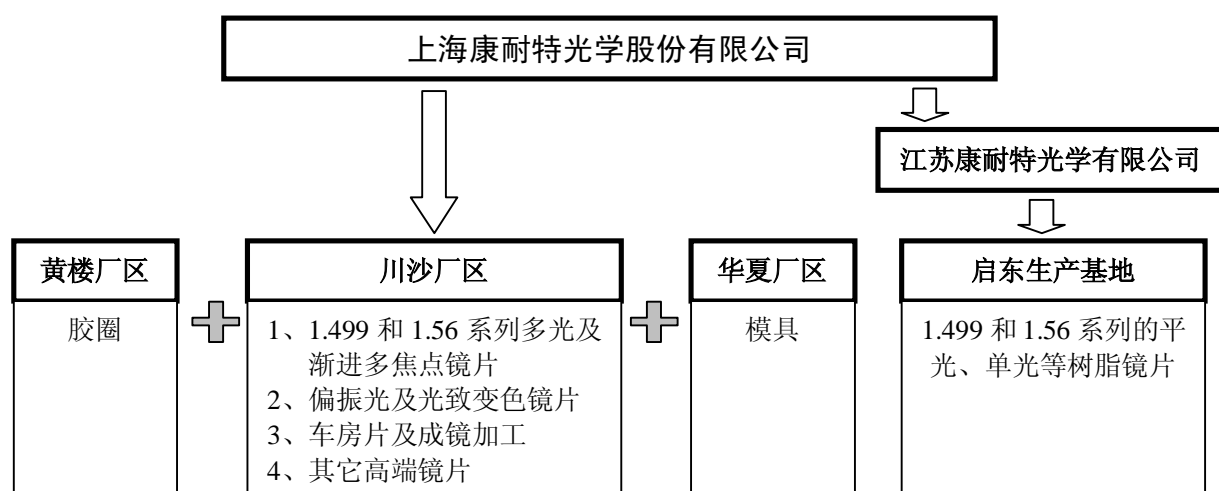 上海康耐特光学股份有限公司
江苏康耐特光学有限公司
黄楼厂区
胶圈
川沙厂区
1、1.499 和 1.56 系列多光及
渐进多焦点镜片
2、偏振光及光致变色镜片
3、车房片及成镜加工
4、其它高端镜片
华夏厂区
模具
启东生产基地
1.499 和 1.56 系列的平
光、单光等树脂镜片